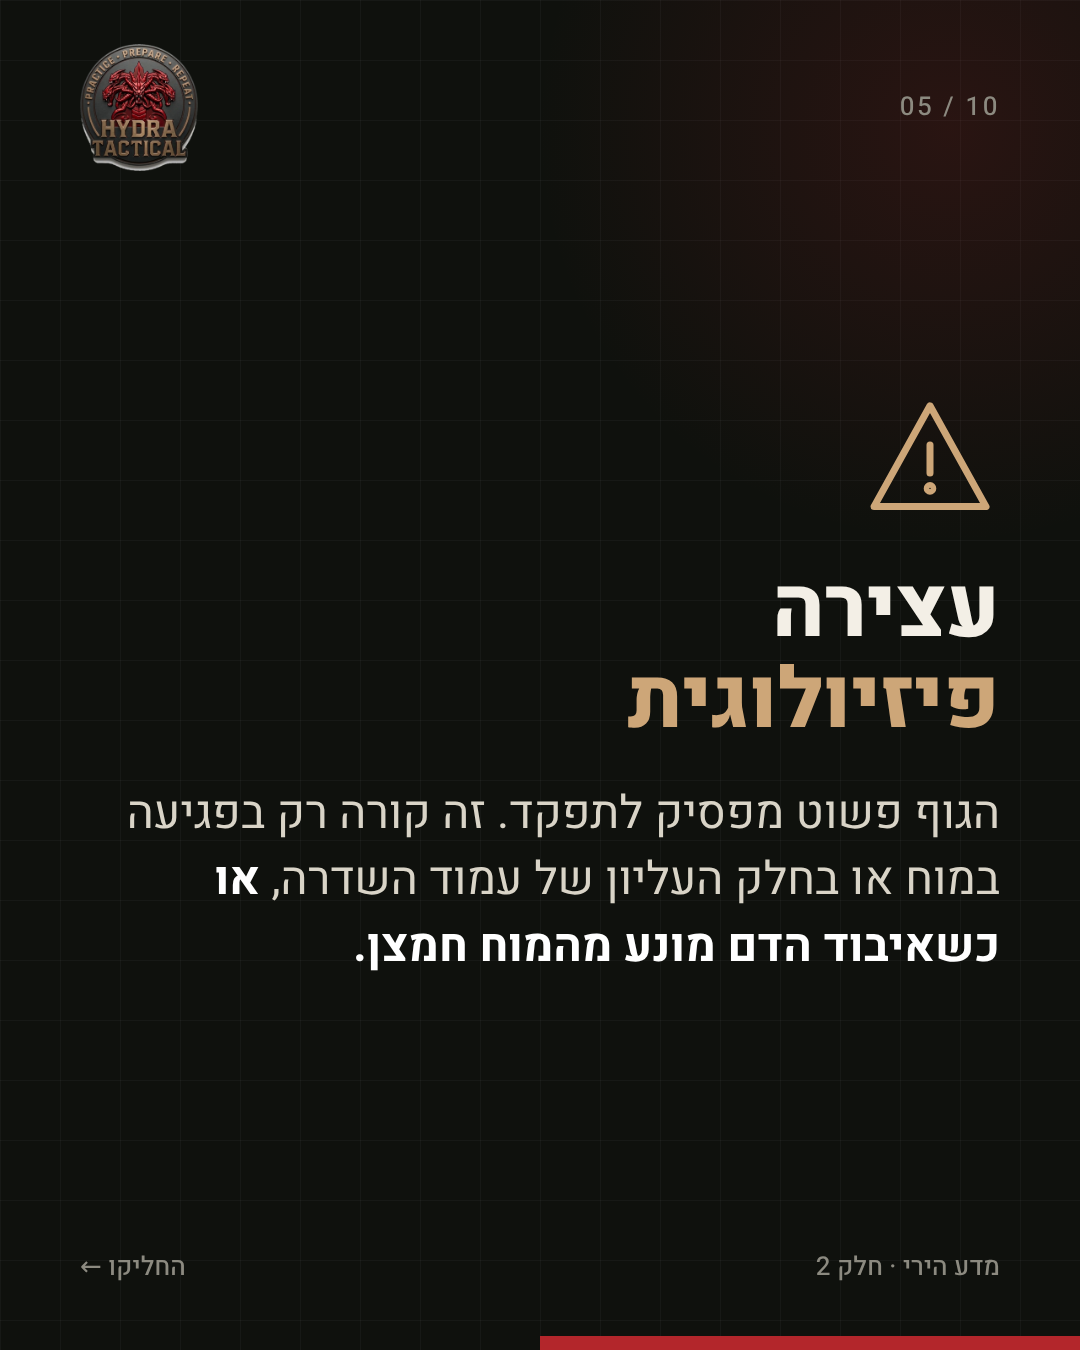 PRACTICE · PREPARE · REPEAT
HYDRA
TACTICAL
05 / 10
עצירה
פיזיולוגית
הגוף פשוט מפסיק לתפקד. זה קורה רק בפגיעה
במוח או בחלק העליון של עמוד השדרה, או
כשאיבוד הדם מונע מהמוח חמצן.
מדע הירי · חלק 2
החליקו ←